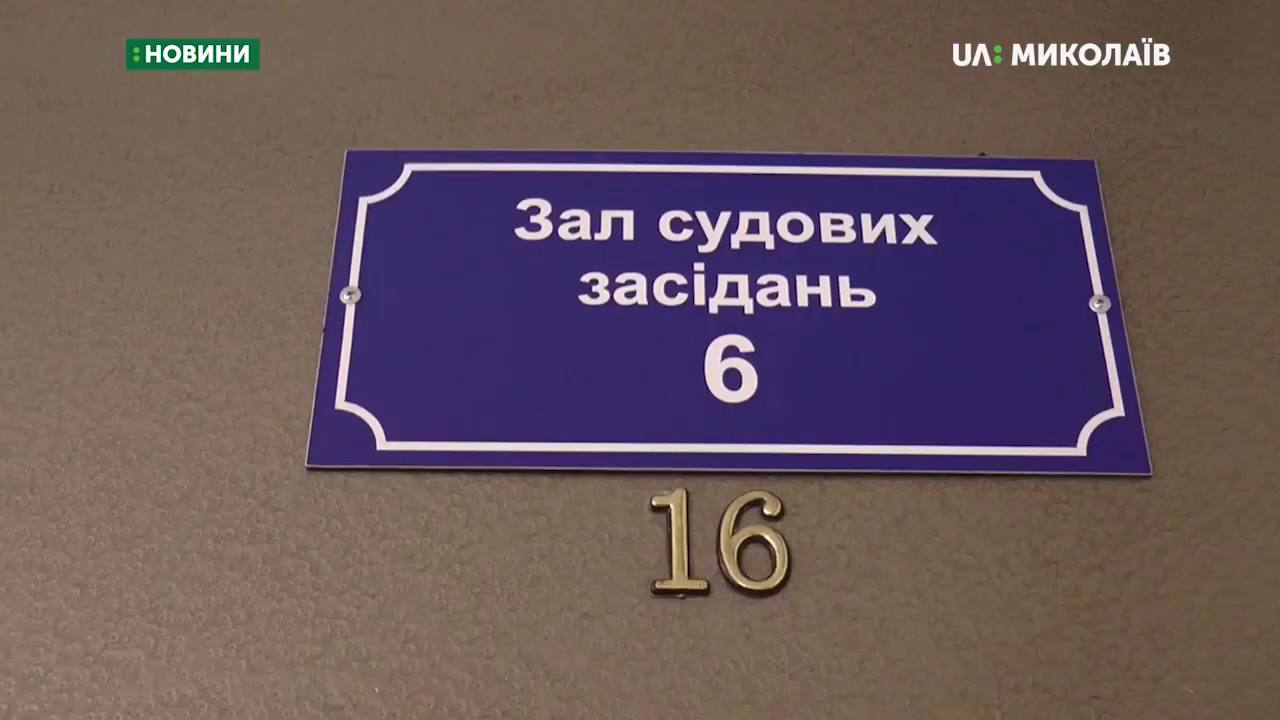 :НОВИНИ
UA: МИКОЛАЇВ
Зал судових
засідань
6
16